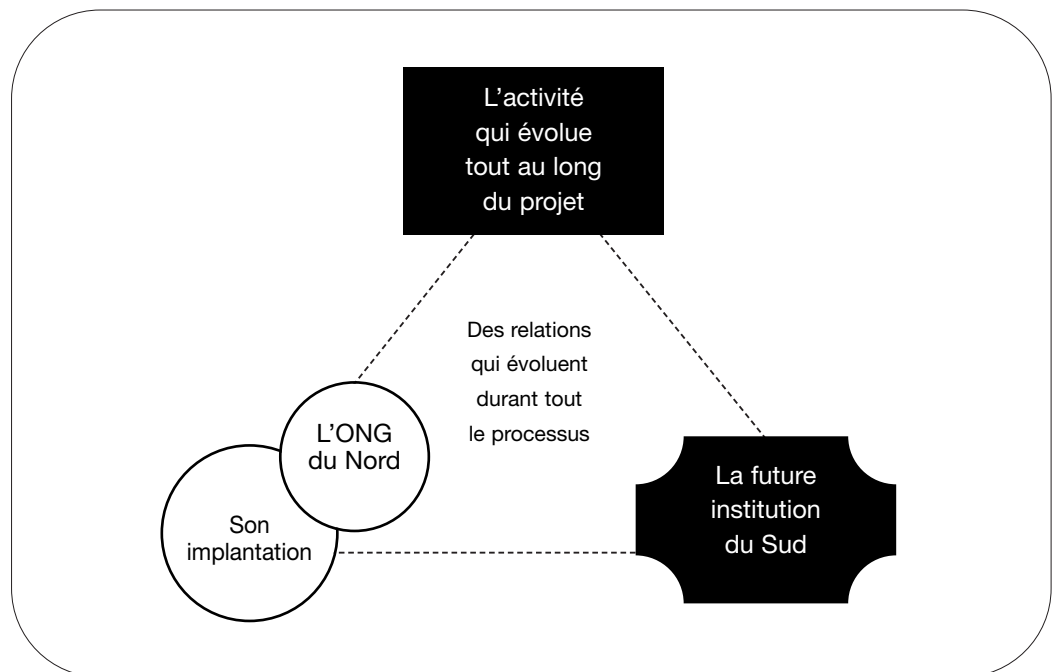 L’activité
qui évolue
tout au long
du projet
Des relations
qui évoluent
durant tout
le processus
L’ONG
du Nord
Son
implantation
La future
institution
du Sud